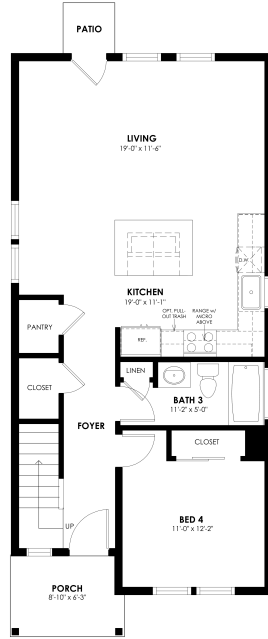 PATIO
LIVING
19'-0" x 11'-6"
D.W.
KITCHEN
19'-0" x 11'-1"
OPT. PULL-
OUT TRASH
RANGE w/
MICRO
ABOVE
PANTRY
REF.
LINEN
CLOSET
BATH 3
11'-2" x 5'-0"
FOYER
CLOSET
BED 4
11'-0" x 12'-2"
UP
PORCH
8'-10" x 6'-3"